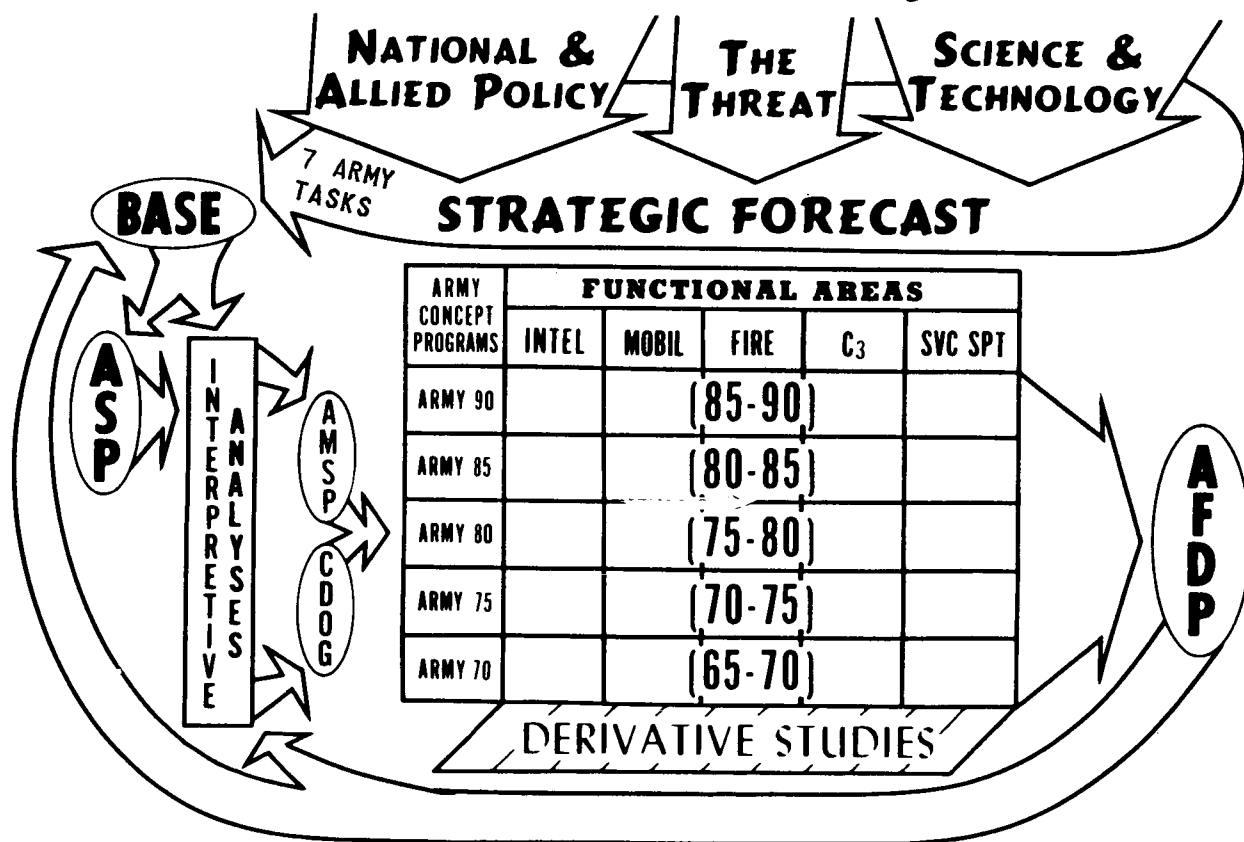 NATIONAL &
ALLIED POLICY
THE
THREAT
SCIENCE &
TECHNOLOGY
7 ARMY
TASKS
STRATEGIC FORECAST
BASE
ASP
INTERPRETIVE
ANALYSES
AMSP
CDOG
ARMY
CONCEPT
PROGRAMS
FUNCTIONAL AREAS
INTEL MOBIL FIRE C3 SVC SPT
ARMY 90 (85-90)
ARMY 85 (80-85)
ARMY 80 (75-80)
ARMY 75 (70-75)
ARMY 70 (65-70)
DERIVATIVE STUDIES
AFDP